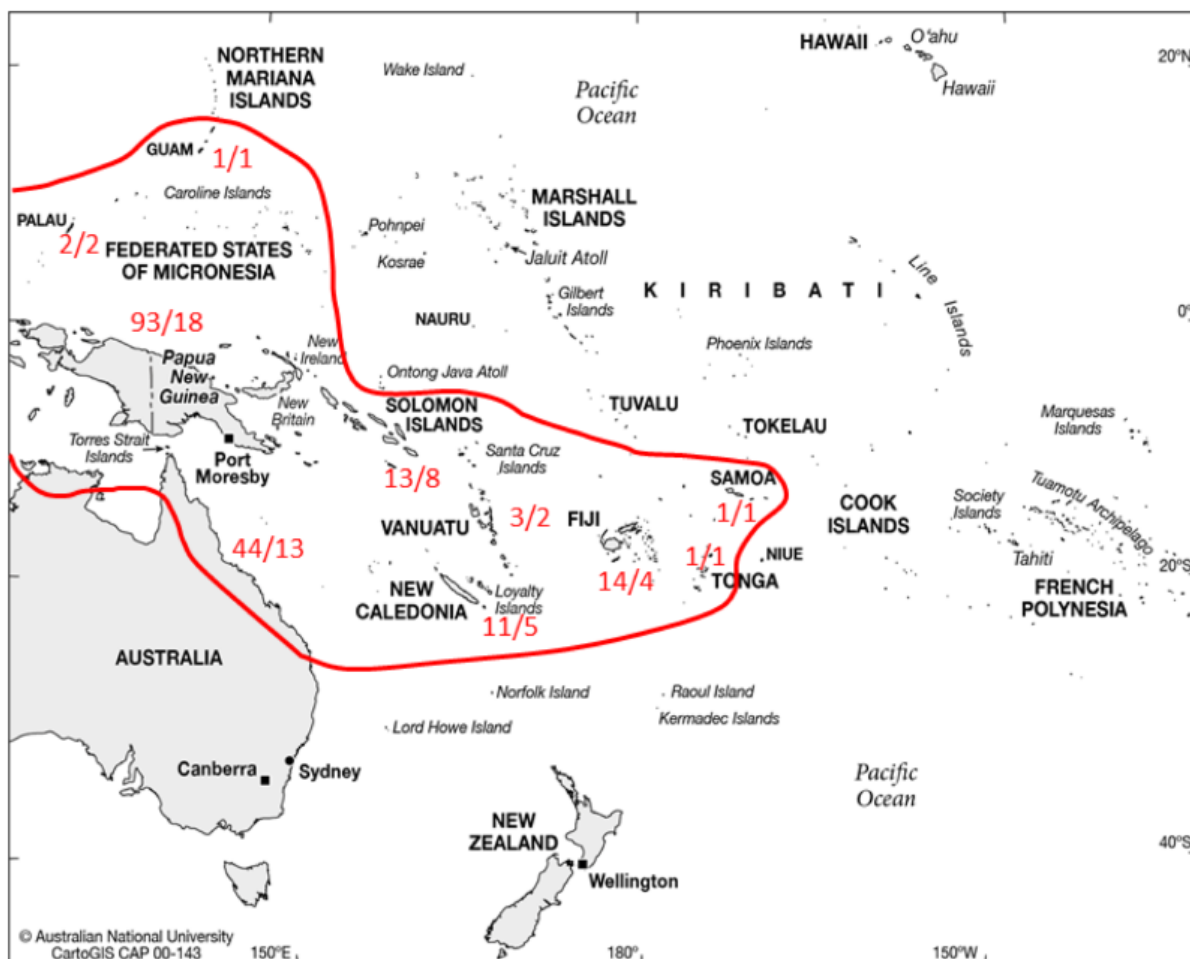 HAWAII
O'ahu
Hawaii
20°N
NORTHERN
MARIANA
ISLANDS
Wake Island
Pacific
Ocean
GUAM
1/1
Caroline Islands
MARSHALL
ISLANDS
PALAU
2/2
FEDERATED STATES
OF MICRONESIA
Pohnpei
Kosrae
Jaluit Atoll
Gilbert
Islands
KIRIBATI
Line Islands
93/18
NAURU
0°
Papua
New
Guinea
New
Ireland
Phoenix Islands
Ontong Java Atoll
New
Britain
SOLOMON
ISLANDS
TUVALU
TOKELAU
Marquesas
Islands
Torres Strait
Islands
Port
Moresby
Santa Cruz
Islands
13/8
SAMOA
1/1
COOK
ISLANDS
Society
Islands
Tuamotu Archipelago
Tahiti
VANUATU
3/2
FIJI
14/4
44/13
1/1
TONGA
NIUE
20°S
FRENCH
POLYNESIA
NEW
CALEDONIA
Loyalty
Islands
11/5
AUSTRALIA
Norfolk Island
Raoul Island
Kermadec Islands
Lord Howe Island
Canberra
Sydney
Pacific
Ocean
NEW
ZEALAND
Wellington
40°S
© Australian National University
CartoGIS CAP 00-143
150°E
180°
150°W